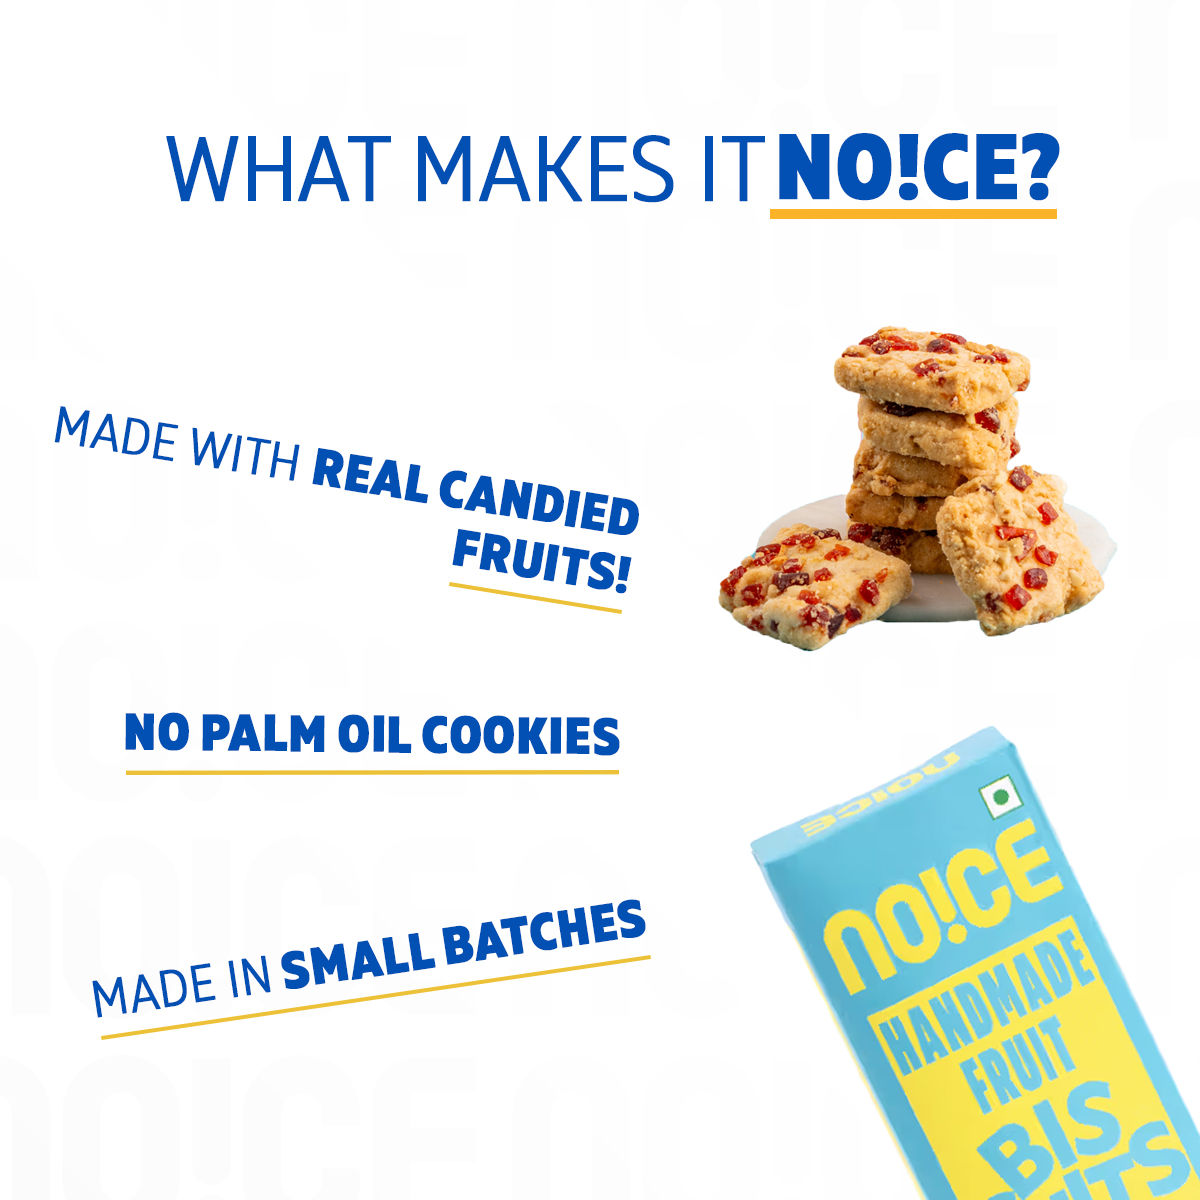 WHAT MAKES IT NO!CE?
MADE WITH REAL CANDIED
FRUITS!
NO PALM OIL COOKIES
MADE IN SMALL BATCHES
NO!CE
NO!CE
HANDMADE
FRUIT
BIS